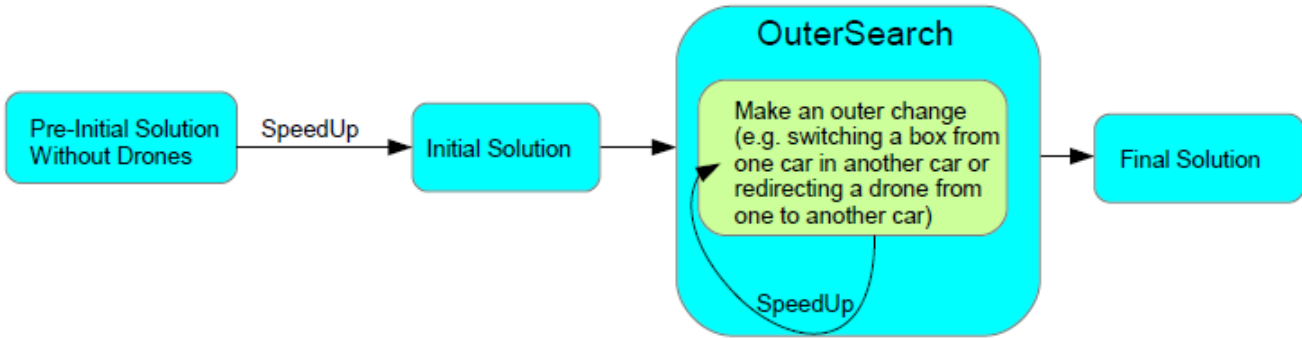 Pre-Initial Solution
Without Drones
SpeedUp
Initial Solution
OuterSearch
Make an outer change
(e.g. switching a box from
one car in another car or
redirecting a drone from
one to another car)
SpeedUp
Final Solution